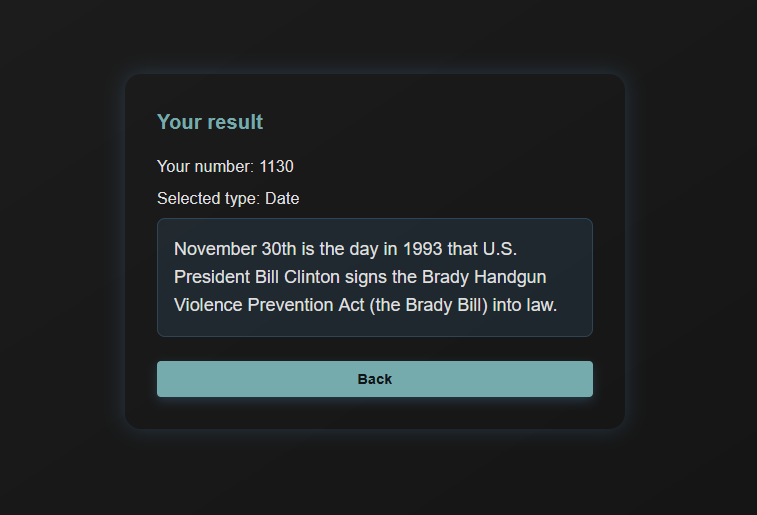 Your result
Your number: 1130
Selected type: Date
November 30th is the day in 1993 that U.S.
President Bill Clinton signs the Brady Handgun
Violence Prevention Act (the Brady Bill) into law.
Back